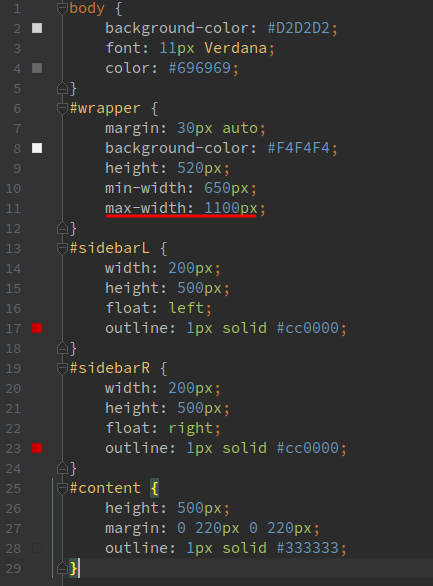 1 body {
2 background-color: #D2D2D2;
3 font: 11px Verdana;
4 color: #696969;
5 }
6 #wrapper {
7 margin: 30px auto;
8 background-color: #F4F4F4;
9 height: 520px;
10 min-width: 650px;
11 max-width: 1100px;
12 }
13 #sidebarL {
14 width: 200px;
15 height: 500px;
16 float: left;
17 outline: 1px solid #cc0000;
18 }
19 #sidebarR {
20 width: 200px;
21 height: 500px;
22 float: right;
23 outline: 1px solid #cc0000;
24 }
25 #content {
26 height: 500px;
27 margin: 0 220px 0 220px;
28 outline: 1px solid #333333;
29 }